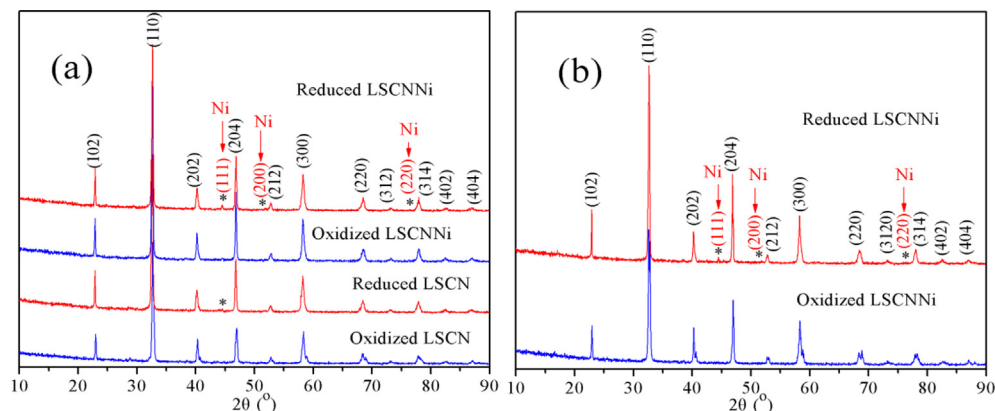 (a)
(110)
Reduced LSCNNi
Ni
Ni
Ni
(102)
(202)
*(111)
(204)
*(200)
(212)
(300)
(220)
(312)
*(220)
(314)
(402)
(404)
Oxidized LSCNNi
Reduced LSCN
*
Oxidized LSCN
10 20 30 40 50 60 70 80 90
2θ (°)
(b)
(110)
Reduced LSCNNi
Ni
Ni
Ni
(102)
(202)
*(111)
(204)
*(200)
(212)
(300)
(220)
(3120)
*(220)
(314)
(402)
(404)
Oxidized LSCNNi
10 20 30 40 50 60 70 80 90
2θ (°)